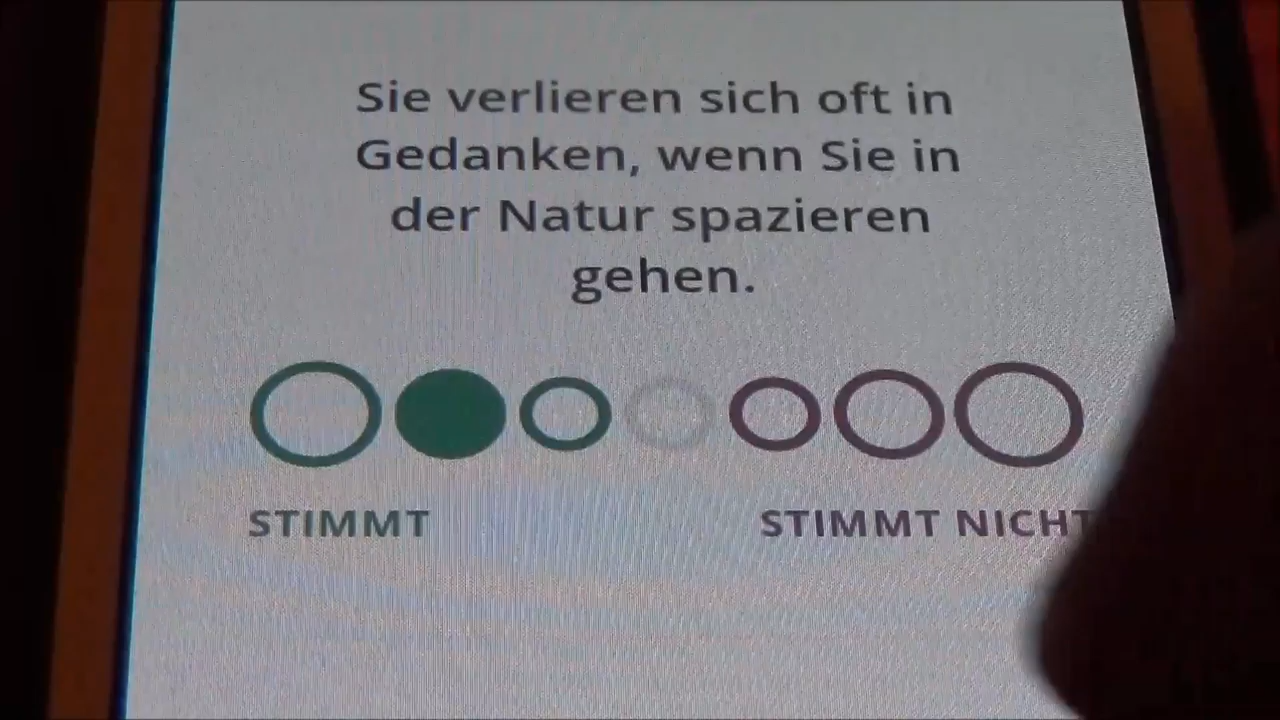 Sie verlieren sich oft in
Gedanken, wenn Sie in
der Natur spazieren
gehen.
STIMMT
STIMMT NICHT